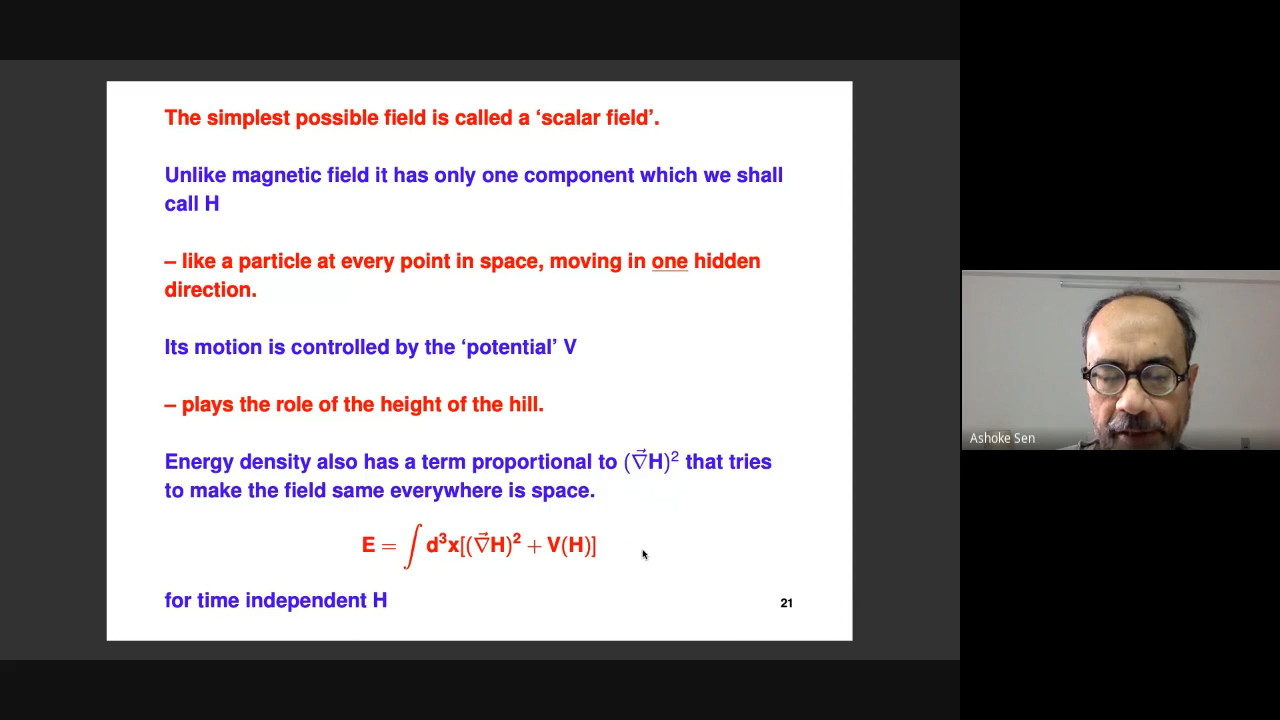 The simplest possible field is called a ‘scalar field’.
Unlike magnetic field it has only one component which we shall
call H
– like a particle at every point in space, moving in one hidden
direction.
Its motion is controlled by the ‘potential’ V
– plays the role of the height of the hill.
Energy density also has a term proportional to (∇⃗H)² that tries
to make the field same everywhere is space.
E = ∫ d³x[(∇⃗H)² + V(H)]
for time independent H
21
Ashoke Sen